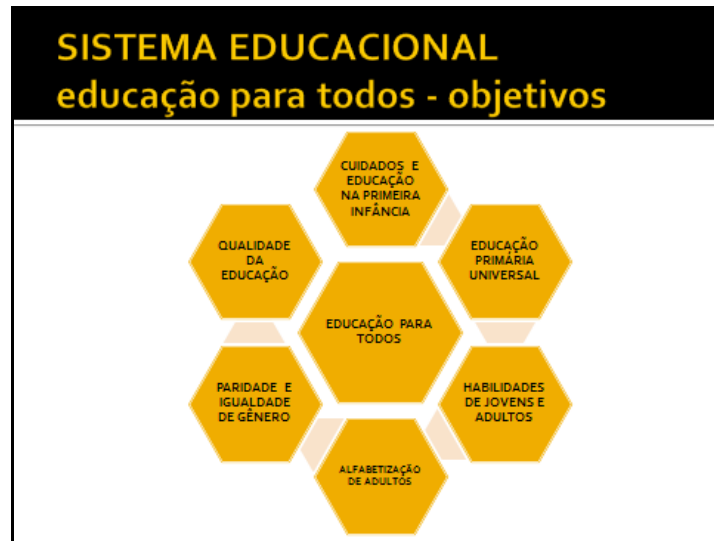 SISTEMA EDUCACIONAL
educação para todos - objetivos
CUIDADOS E
EDUCAÇÃO
NA PRIMEIRA
INFÂNCIA
EDUCAÇÃO
PRIMÁRIA
UNIVERSAL
HABILIDADES
DE JOVENS E
ADULTOS
ALFABETIZAÇÃO
DE ADULTOS
PARIDADE E
IGUALDADE
DE GÊNERO
QUALIDADE
DA
EDUCAÇÃO
EDUCAÇÃO PARA
TODOS